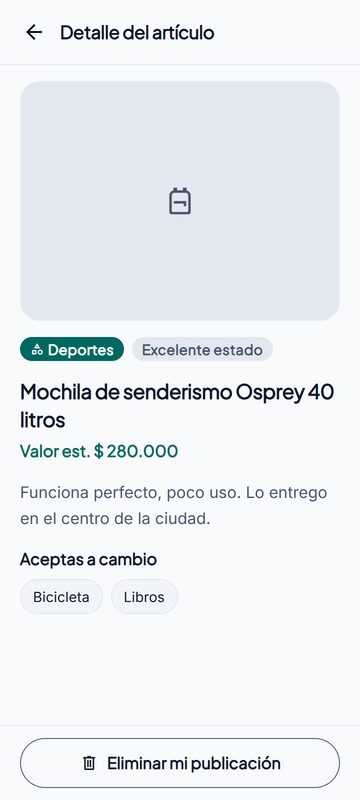 Detalle del artículo
Deportes
Excelente estado
Mochila de senderismo Osprey 40
litros
Valor est. $ 280.000
Funciona perfecto, poco uso. Lo entrego
en el centro de la ciudad.
Aceptas a cambio
Bicicleta
Libros
Eliminar mi publicación